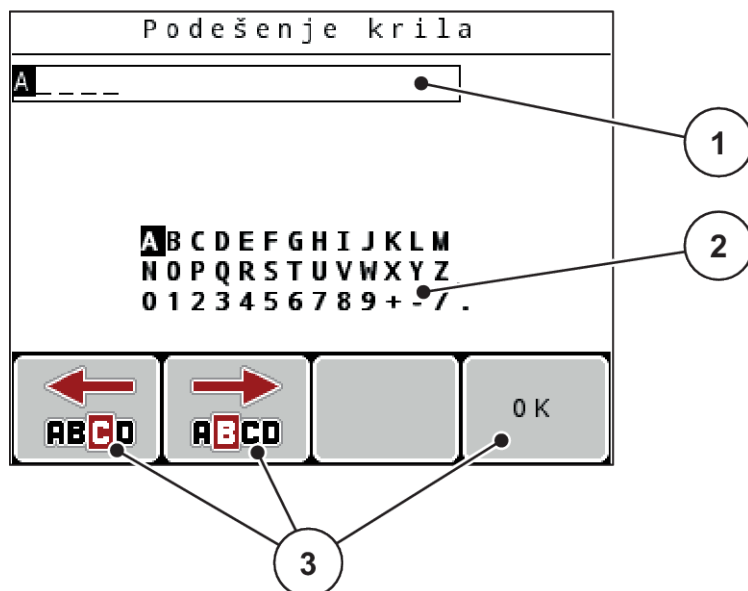 Podešenje krila
A____
1
ABCDEFGHIJKLM
2
NOPQRSTUVWXYZ
0123456789+-/.
ABCD
ABCD
OK
3